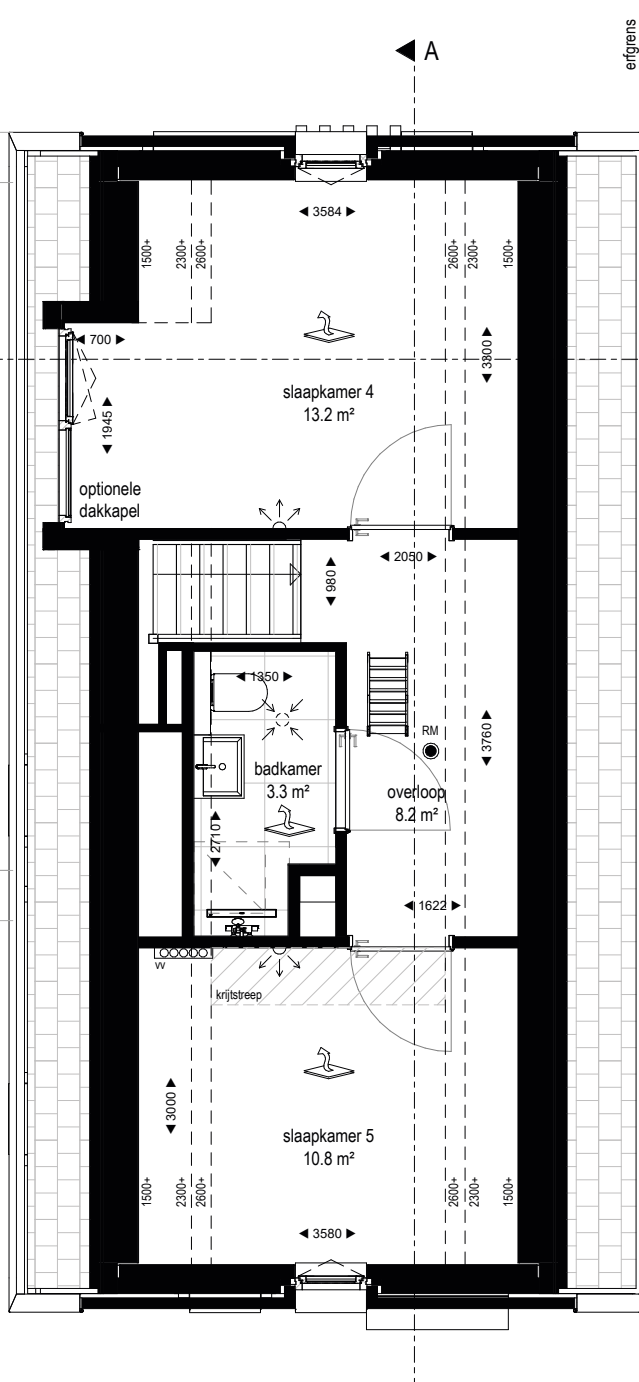 erfgrens
A
3584
1500+
2300+
2600+
2600+
2300+
1500+
700
3800
1945
slaapkamer 4
13.2 m²
optionele
dakkapel
2050
980
1350
RM
3760
badkamer
3.3 m²
overloop
8.2 m²
2710
1622
VV
krijtstreep
3000
slaapkamer 5
10.8 m²
1500+
2300+
2600+
2600+
2300+
1500+
3580